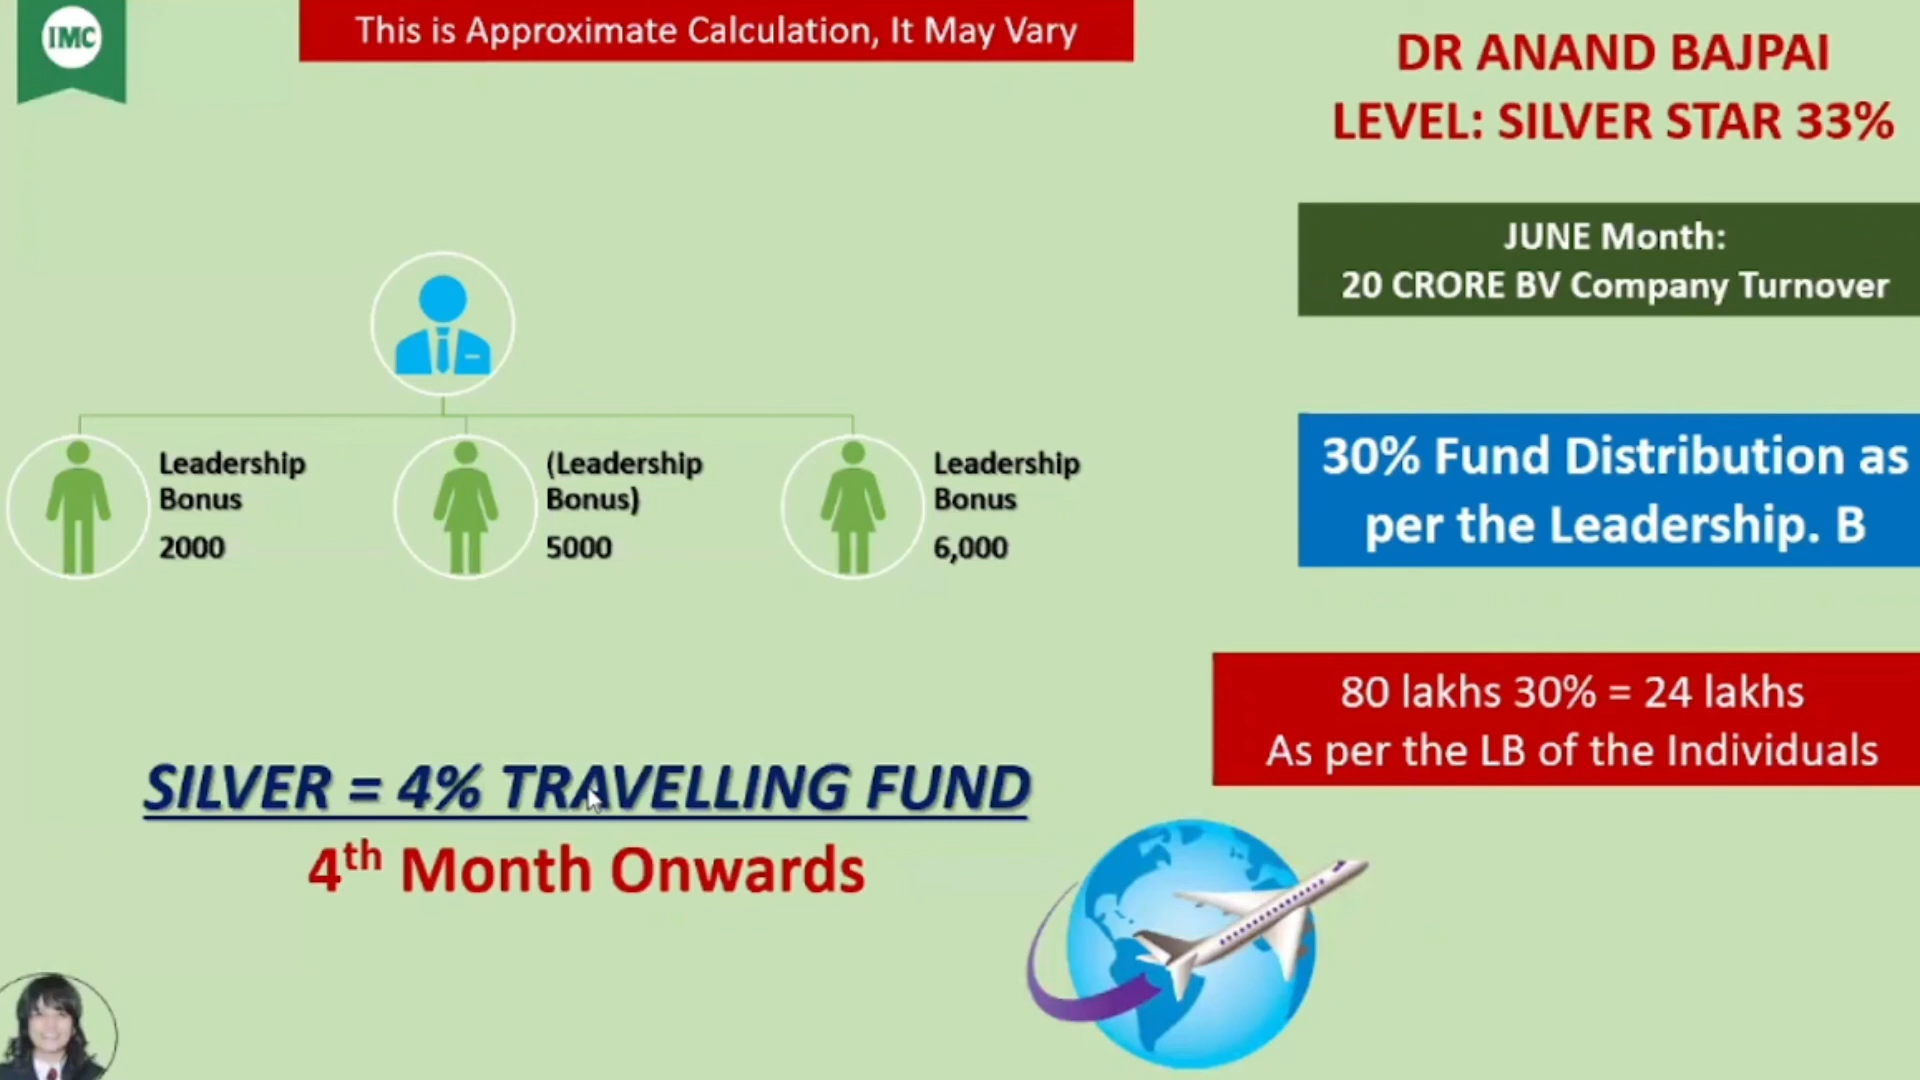 IMC
This is Approximate Calculation, It May Vary
DR ANAND BAJPAI
LEVEL: SILVER STAR 33%
JUNE Month:
20 CRORE BV Company Turnover
Leadership
Bonus
2000
(Leadership
Bonus)
5000
Leadership
Bonus
6,000
30% Fund Distribution as
per the Leadership. B
80 lakhs 30% = 24 lakhs
As per the LB of the Individuals
SILVER = 4% TRAVELLING FUND
4th Month Onwards